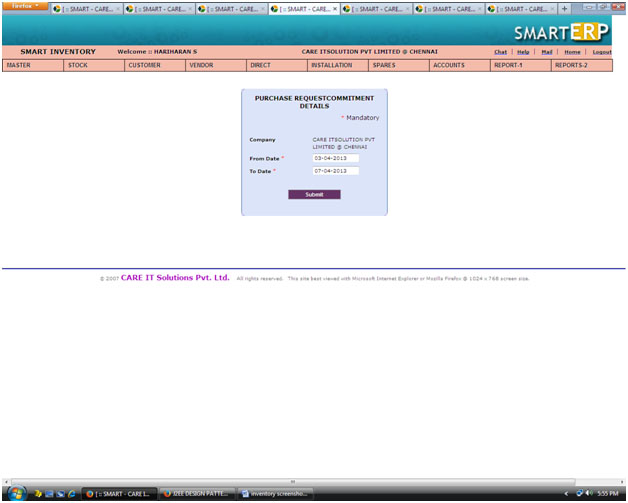 Firefox
[ :: SMART - CARE... [ :: SMART - CARE... [ :: SMART - CARE... [ :: SMART - CARE... [ :: SMART - CARE... [ :: SMART - CARE... [ :: SMART - CARE...
SMART ERP
SMART INVENTORY Welcome :: HARIHARAN S CARE ITSOLUTION PVT LIMITED @ CHENNAI Chat | Help | Mail | Home | Logout
MASTER STOCK CUSTOMER VENDOR DIRECT INSTALLATION SPARES ACCOUNTS REPORT-1 REPORTS-2
PURCHASE REQUESTCOMMITMENT
DETAILS
* Mandatory
Company CARE ITSOLUTION PVT
LIMITED @ CHENNAI
From Date * 03-04-2013
To Date * 07-04-2013
Submit
© 2007 CARE IT Solutions Pvt. Ltd. All rights reserved. This site best viewed with Microsoft Internet Explorer or Mozilla Firefox @ 1024 x 768 screen size.
[ :: SMART - CARE I... J2EE DESIGN PATTE... inventory screensho... 5:55 PM